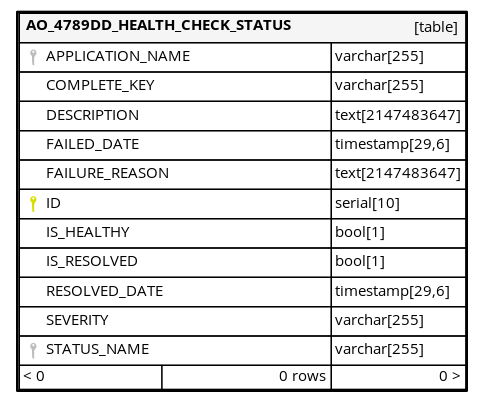 AO_4789DD_HEALTH_CHECK_STATUS [table]
APPLICATION_NAME varchar[255]
COMPLETE_KEY varchar[255]
DESCRIPTION text[2147483647]
FAILED_DATE timestamp[29,6]
FAILURE_REASON text[2147483647]
ID serial[10]
IS_HEALTHY bool[1]
IS_RESOLVED bool[1]
RESOLVED_DATE timestamp[29,6]
SEVERITY varchar[255]
STATUS_NAME varchar[255]
< 0 0 rows 0 >